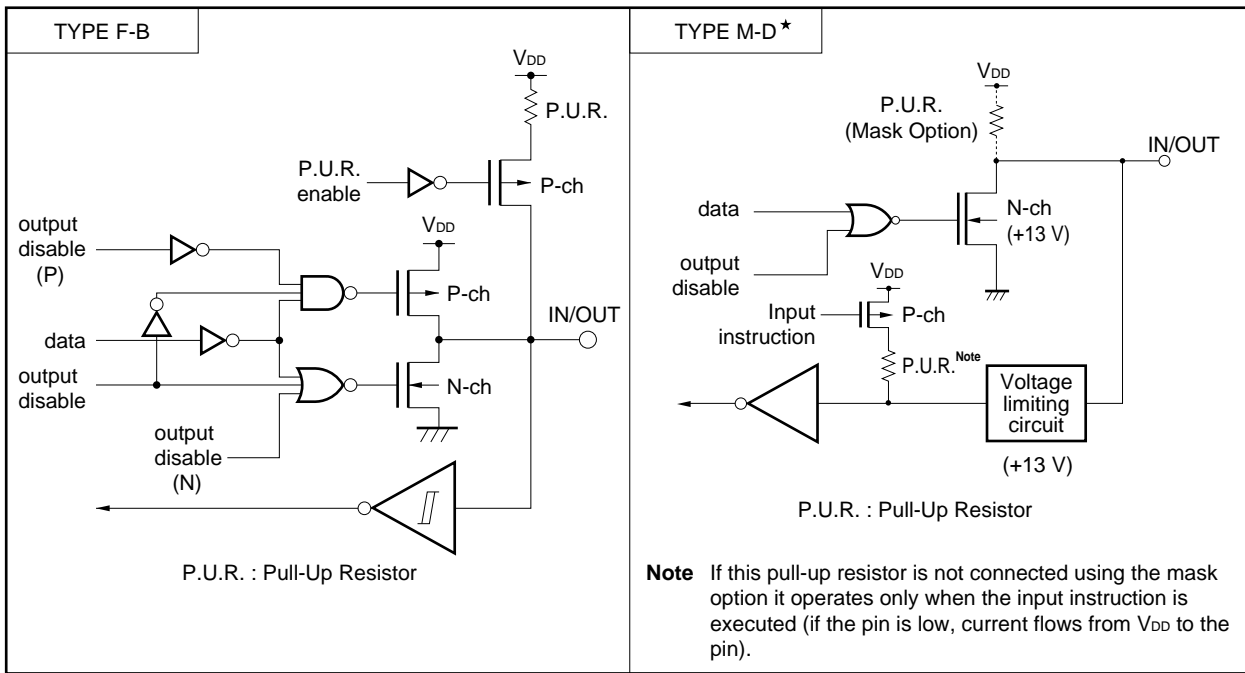 TYPE F-B
VDD
P.U.R.
P.U.R.
enable
P-ch
output
disable
(P)
VDD
P-ch
data
output
disable
IN/OUT
N-ch
output
disable
(N)
P.U.R. : Pull-Up Resistor
TYPE M-D★
VDD
P.U.R.
(Mask Option)
IN/OUT
data
N-ch
(+13 V)
output
disable
VDD
Input
instruction
P-ch
P.U.R.Note
Voltage
limiting
circuit
(+13 V)
P.U.R. : Pull-Up Resistor
Note If this pull-up resistor is not connected using the mask
option it operates only when the input instruction is
executed (if the pin is low, current flows from VDD to the
pin).